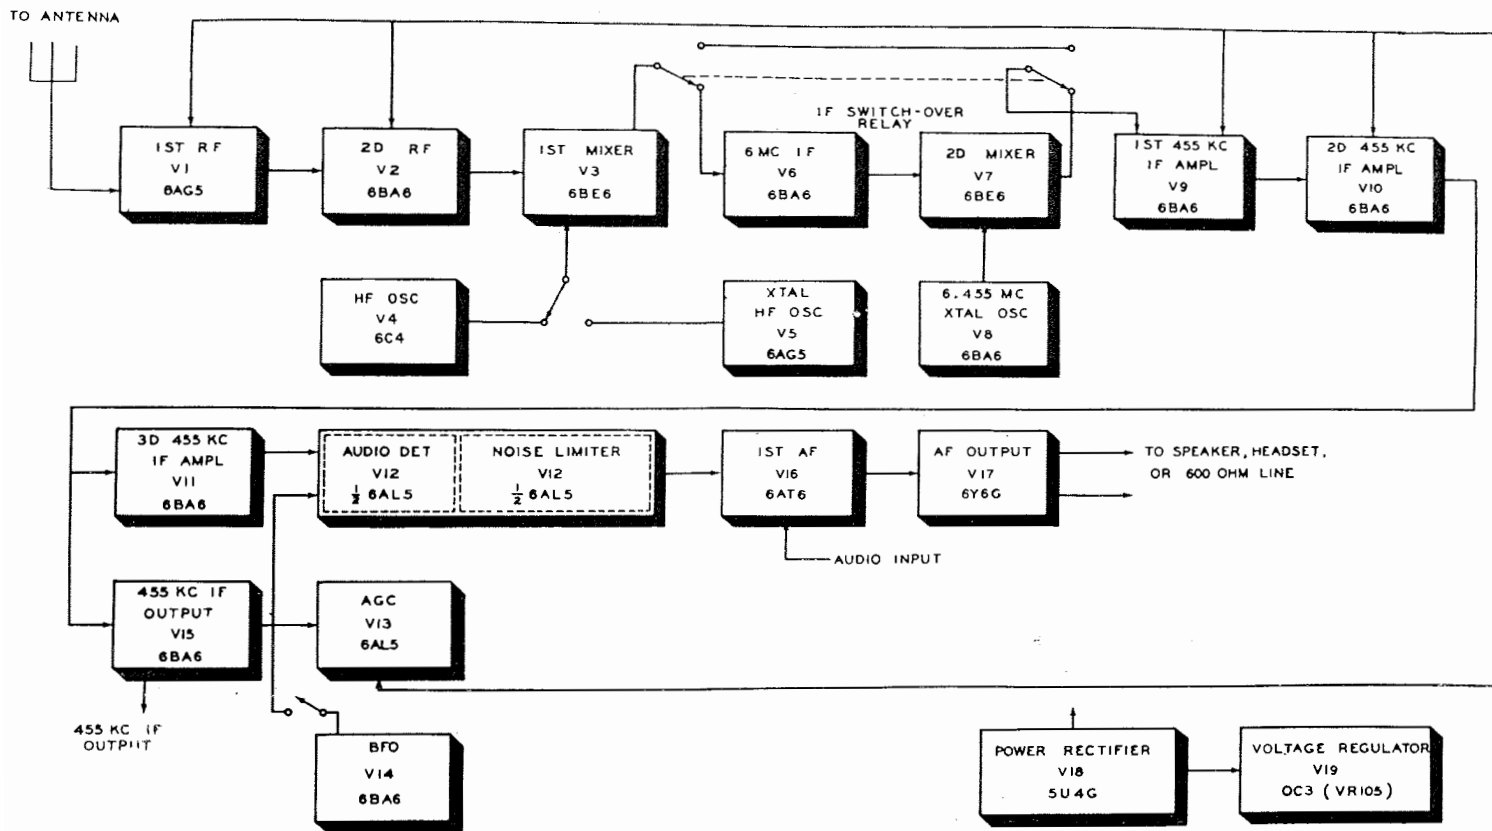 TO ANTENNA
1ST RF
V1
6AG5
2D RF
V2
6BA6
1ST MIXER
V3
6BE6
IF SWITCH-OVER
RELAY
6MC IF
V6
6BA6
2D MIXER
V7
6BE6
1ST 455 KC
IF AMPL
V9
6BA6
2D 455 KC
IF AMPL
V10
6BA6
HF OSC
V4
6C4
XTAL
HF OSC
V5
6AG5
6.455 MC
XTAL OSC
V8
6BA6
3D 455 KC
IF AMPL
V11
6BA6
AUDIO DET
V12
1/2 6AL5
NOISE LIMITER
V12
1/2 6AL5
1ST AF
V16
6AT6
AF OUTPUT
V17
6Y6G
TO SPEAKER, HEADSET,
OR 600 OHM LINE
AUDIO INPUT
455 KC IF
OUTPUT
V15
6BA6
AGC
V13
6AL5
455 KC IF
OUTPUT
BFO
V14
6BA6
POWER RECTIFIER
V18
5U4G
VOLTAGE REGULATOR
V19
OC3 (VR105)